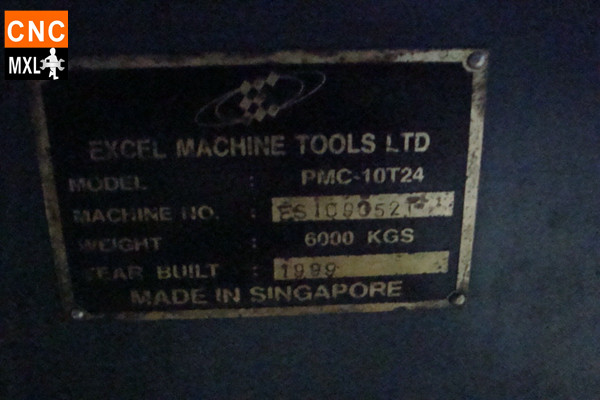 CNC
MXL
EXCEL MACHINE TOOLS LTD
MODEL : PMC-10T24
MACHINE NO. :
WEIGHT : 6000 KGS
YEAR BUILT : 1999
MADE IN SINGAPORE